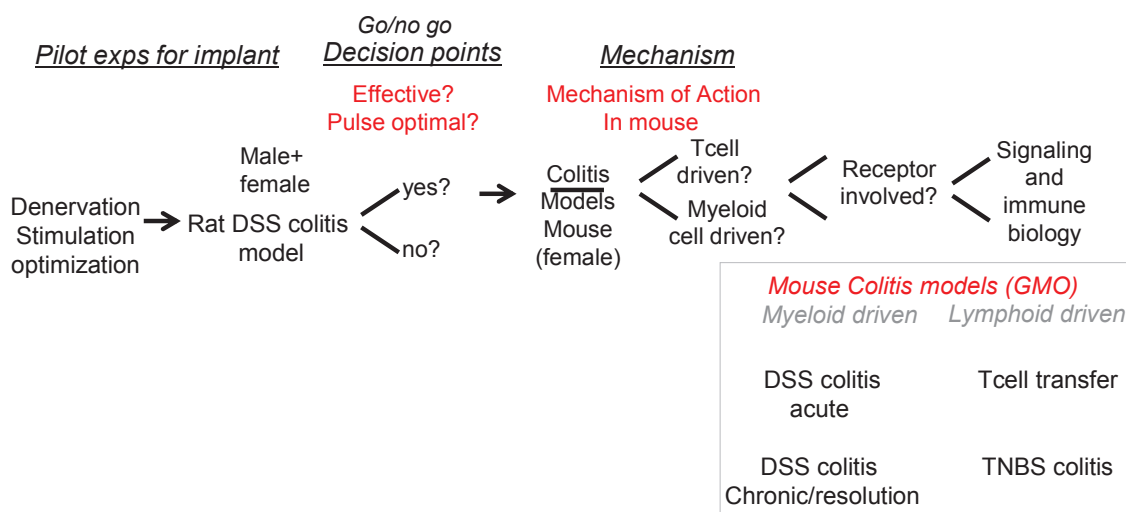 Pilot exps for implant
Go/no go
Decision points
Mechanism
Effective?
Pulse optimal?
Mechanism of Action
In mouse
Denervation
Stimulation
optimization
Male+
female
Rat DSS colitis
model
yes?
no?
Colitis
Models
Mouse
(female)
Tcell
driven?
Myeloid
cell driven?
Receptor
involved?
Signaling
and
immune
biology
Mouse Colitis models (GMO)
Myeloid driven Lymphoid driven
DSS colitis
acute
Tcell transfer
DSS colitis
Chronic/resolution
TNBS colitis